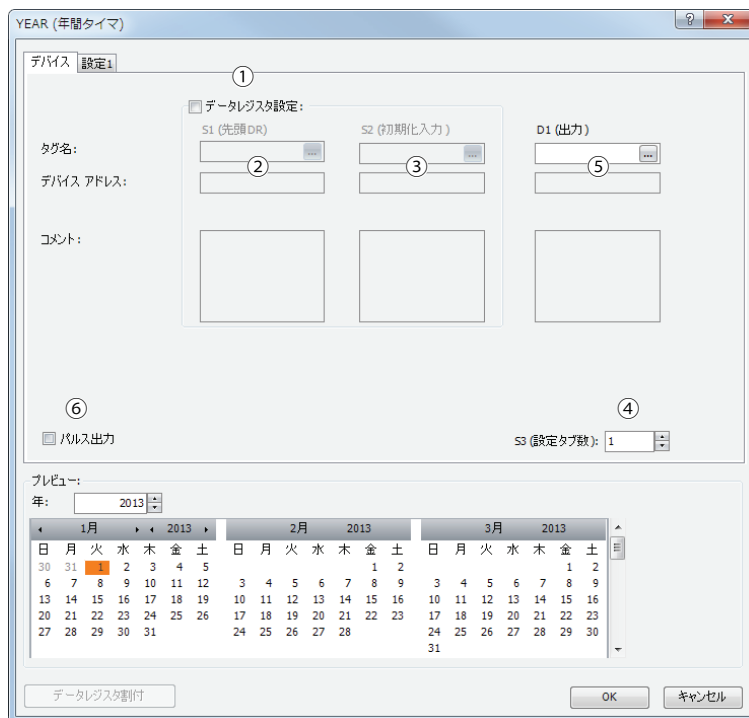 YEAR (年間タイマ)
?
X
デバイス 設定1
①
データレジスタ設定:
S1 (先頭DR) S2 (初期化入力) D1 (出力)
タグ名: ... ... ...
② ③ ⑤
デバイス アドレス:
コメント:
⑥ ④
パルス出力 S3 (設定タブ数): 1
プレビュー:
年: 2013
1月 2013 2月 2013 3月 2013
日 月 火 水 木 金 土 日 月 火 水 木 金 土 日 月 火 水 木 金 土
30 31 1 2 3 4 5 1 2 1 2
6 7 8 9 10 11 12 3 4 5 6 7 8 9 3 4 5 6 7 8 9
13 14 15 16 17 18 19 10 11 12 13 14 15 16 10 11 12 13 14 15 16
20 21 22 23 24 25 26 17 18 19 20 21 22 23 17 18 19 20 21 22 23
27 28 29 30 31 24 25 26 27 28 24 25 26 27 28 29 30
31
データレジスタ割付 OK キャンセル